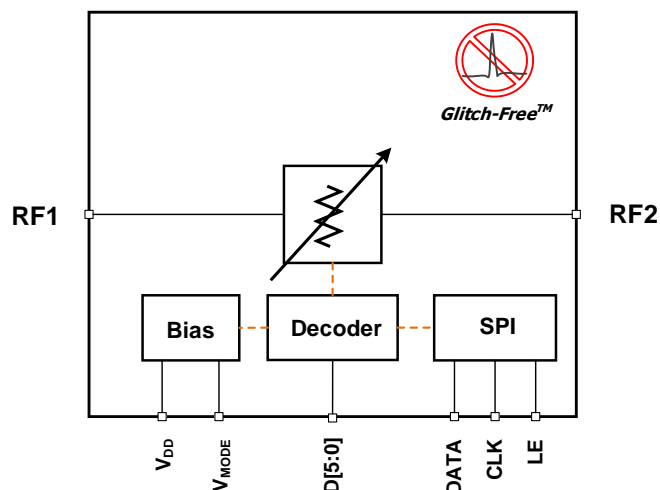 Glitch-Free™
RF1
RF2
Bias
Decoder
SPI
VDD
VMODE
D[5:0]
DATA
CLK
LE